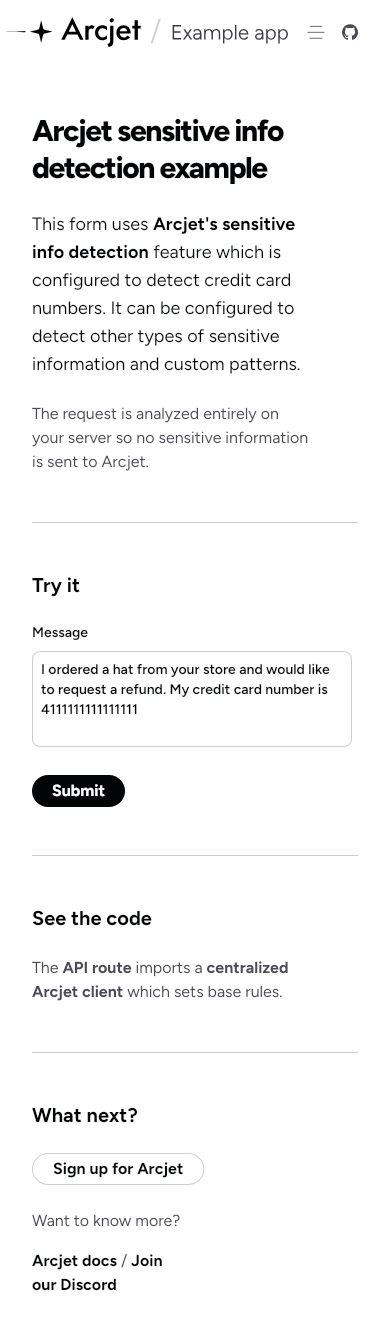 Arcjet / Example app
Arcjet sensitive info
detection example
This form uses Arcjet's sensitive
info detection feature which is
configured to detect credit card
numbers. It can be configured to
detect other types of sensitive
information and custom patterns.
The request is analyzed entirely on
your server so no sensitive information
is sent to Arcjet.
Try it
Message
I ordered a hat from your store and would like
to request a refund. My credit card number is
4111111111111111
Submit
See the code
The API route imports a centralized
Arcjet client which sets base rules.
What next?
Sign up for Arcjet
Want to know more?
Arcjet docs / Join
our Discord